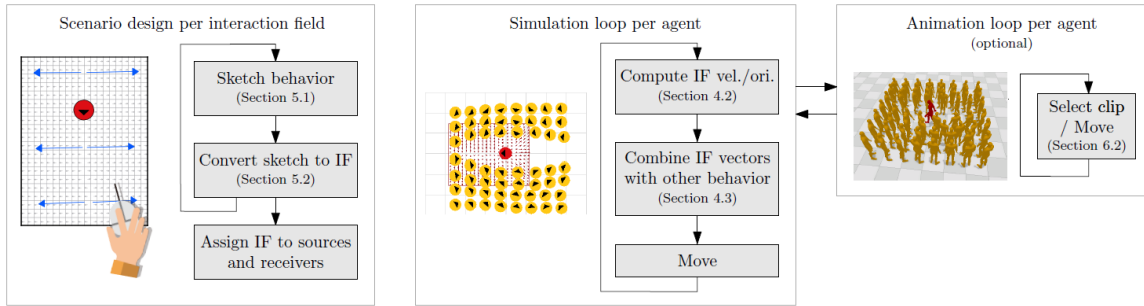 Scenario design per interaction field
Sketch behavior
(Section 5.1)
Convert sketch to IF
(Section 5.2)
Assign IF to sources
and receivers
Simulation loop per agent
Compute IF vel./ori.
(Section 4.2)
Combine IF vectors
with other behavior
(Section 4.3)
Move
Animation loop per agent
(optional)
Select clip
/ Move
(Section 6.2)